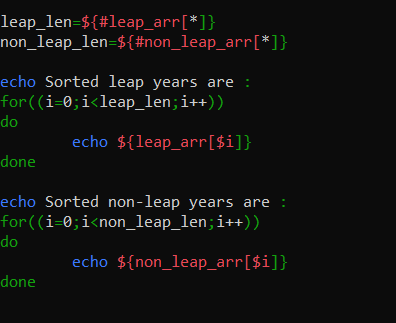 leap_len=${#leap_arr[*]}
non_leap_len=${#non_leap_arr[*]}
echo Sorted leap years are :
for((i=0;i<leap_len;i++))
do
echo ${leap_arr[$i]}
done
echo Sorted non-leap years are :
for((i=0;i<non_leap_len;i++))
do
echo ${non_leap_arr[$i]}
done